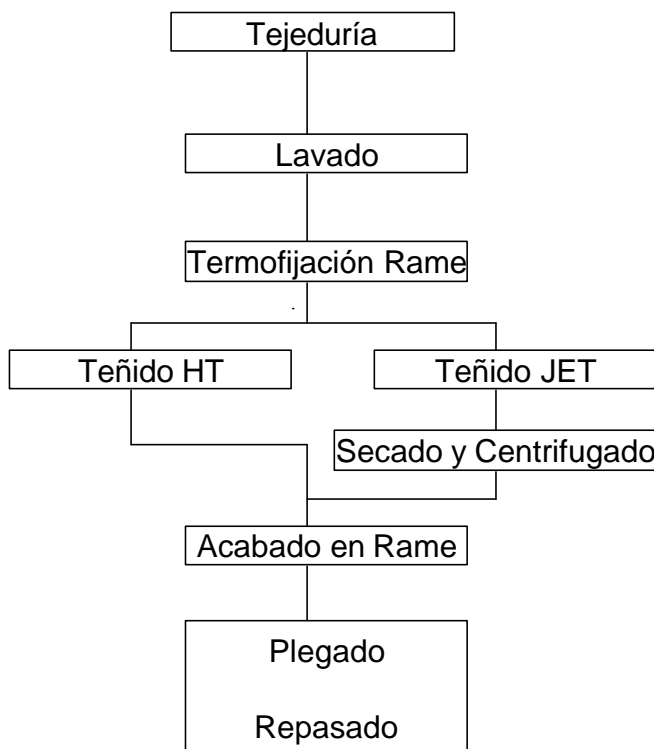 Tejeduría
Lavado
Termofijación Rame
Teñido HT
Teñido JET
Secado y Centrifugado
Acabado en Rame
Plegado
Repasado